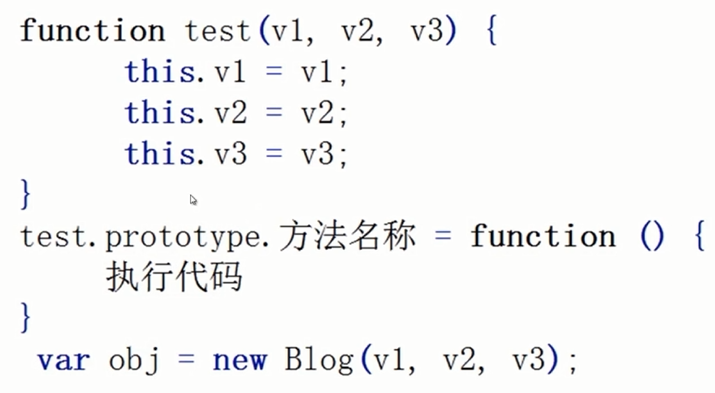 function test(v1, v2, v3) {
this.v1 = v1;
this.v2 = v2;
this.v3 = v3;
}
test.prototype.方法名称 = function () {
执行代码
}
var obj = new Blog(v1, v2, v3);